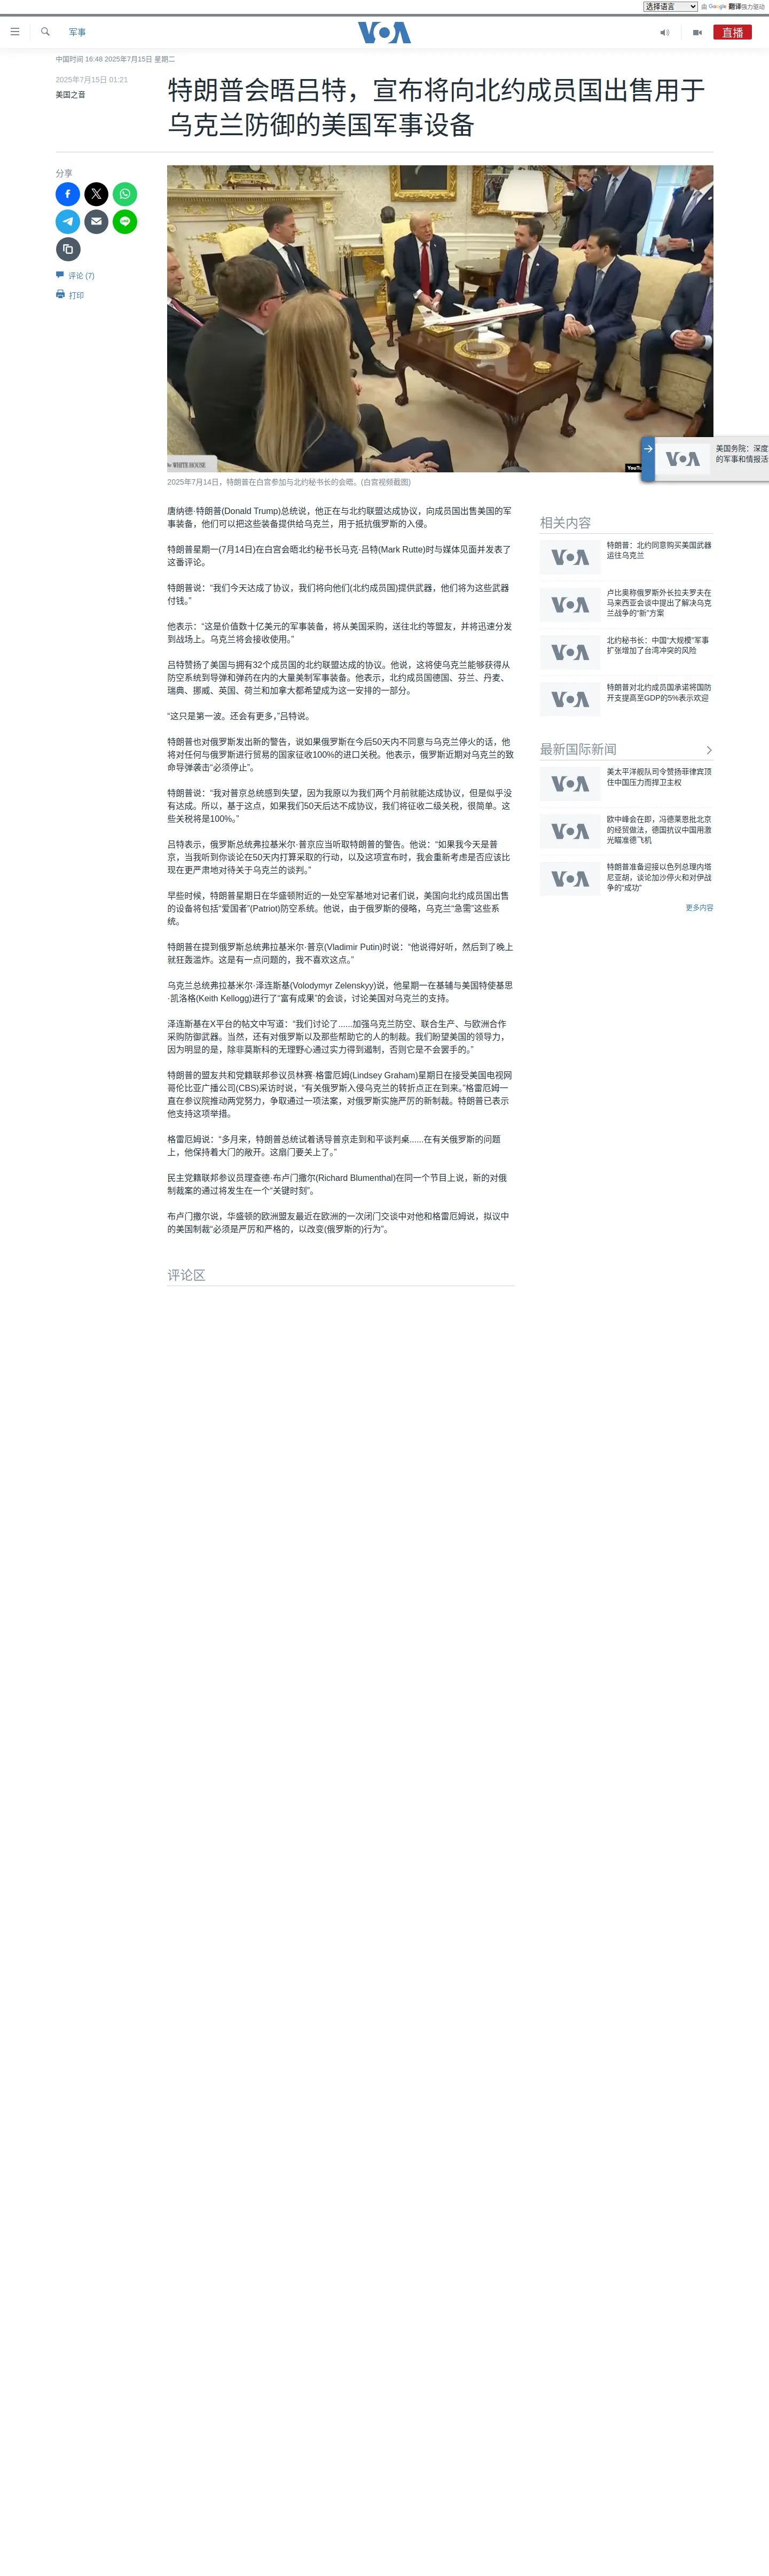 选择语言 由 Google 翻译强力驱动
军事
VOA
直播
中国时间 16:48 2025年7月15日 星期二
2025年7月15日 01:21
美国之音
特朗普会晤吕特，宣布将向北约成员国出售用于
乌克兰防御的美国军事设备
分享
评论 (7)
打印
WHITE HOUSE
2025年7月14日，特朗普在白宫参加与北约秘书长的会晤。(白宫视频截图)
美国务院：深度
的军事和情报活
唐纳德·特朗普(Donald Trump)总统说，他正在与北约联盟达成协议，向成员国出售美国的军
事装备，他们可以把这些装备提供给乌克兰，用于抵抗俄罗斯的入侵。
特朗普星期一(7月14日)在白宫会晤北约秘书长马克·吕特(Mark Rutte)时与媒体见面并发表了
这番评论。
特朗普说：“我们今天达成了协议，我们将向他们(北约成员国)提供武器，他们将为这些武器
付钱。”
他表示：“这是价值数十亿美元的军事装备，将从美国采购，送往北约等盟友，并将迅速分发
到战场上。乌克兰将会接收使用。”
吕特赞扬了美国与拥有32个成员国的北约联盟达成的协议。他说，这将使乌克兰能够获得从
防空系统到导弹和弹药在内的大量美制军事装备。他表示，北约成员国德国、芬兰、丹麦、
瑞典、挪威、英国、荷兰和加拿大都希望成为这一安排的一部分。
“这只是第一波。还会有更多，”吕特说。
特朗普也对俄罗斯发出新的警告，说如果俄罗斯在今后50天内不同意与乌克兰停火的话，他
将对任何与俄罗斯进行贸易的国家征收100%的进口关税。他表示，俄罗斯近期对乌克兰的致
命导弹袭击“必须停止”。
特朗普说：“我对普京总统感到失望，因为我原以为我们两个月前就能达成协议，但是似乎没
有达成。所以，基于这点，如果我们50天后达不成协议，我们将征收二级关税，很简单。这
些关税将是100%。”
吕特表示，俄罗斯总统弗拉基米尔·普京应当听取特朗普的警告。他说：“如果我今天是普
京，当我听到你谈论在50天内打算采取的行动，以及这项宣布时，我会重新考虑是否应该比
现在更严肃地对待关于乌克兰的谈判。”
早些时候，特朗普星期日在华盛顿附近的一处空军基地对记者们说，美国向北约成员国出售
的设备将包括“爱国者”(Patriot)防空系统。他说，由于俄罗斯的侵略，乌克兰“急需”这些系
统。
特朗普在提到俄罗斯总统弗拉基米尔·普京(Vladimir Putin)时说：“他说得好听，然后到了晚上
就狂轰滥炸。这是有一点问题的，我不喜欢这点。”
乌克兰总统弗拉基米尔·泽连斯基(Volodymyr Zelenskyy)说，他星期一在基辅与美国特使基思
·凯洛格(Keith Kellogg)进行了“富有成果”的会谈，讨论美国对乌克兰的支持。
泽连斯基在X平台的帖文中写道：“我们讨论了......加强乌克兰防空、联合生产、与欧洲合作
采购防御武器。当然，还有对俄罗斯以及那些帮助它的人的制裁。我们盼望美国的领导力，
因为明显的是，除非莫斯科的无理野心通过实力得到遏制，否则它是不会罢手的。”
特朗普的盟友共和党籍联邦参议员林赛·格雷厄姆(Lindsey Graham)星期日在接受美国电视网
哥伦比亚广播公司(CBS)采访时说，“有关俄罗斯入侵乌克兰的转折点正在到来。”格雷厄姆一
直在参议院推动两党努力，争取通过一项法案，对俄罗斯实施严厉的新制裁。特朗普已表示
他支持这项举措。
格雷厄姆说：“多月来，特朗普总统试着诱导普京走到和平谈判桌......在有关俄罗斯的问题
上，他保持着大门的敞开。这扇门要关上了。”
民主党籍联邦参议员理查德·布卢门撒尔(Richard Blumenthal)在同一个节目上说，新的对俄
制裁案的通过将发生在一个“关键时刻”。
布卢门撒尔说，华盛顿的欧洲盟友最近在欧洲的一次闭门交谈中对他和格雷厄姆说，拟议中
的美国制裁“必须是严厉和严格的，以改变(俄罗斯的)行为”。
评论区
相关内容
VOA
特朗普：北约同意购买美国武器
运往乌克兰
VOA
卢比奥称俄罗斯外长拉夫罗夫在
马来西亚会谈中提出了解决乌克
兰战争的“新”方案
VOA
北约秘书长：中国“大规模”军事
扩张增加了台湾冲突的风险
VOA
特朗普对北约成员国承诺将国防
开支提高至GDP的5%表示欢迎
最新国际新闻
VOA
美太平洋舰队司令赞扬菲律宾顶
住中国压力而捍卫主权
VOA
欧中峰会在即，冯德莱恩批北京
的经贸做法，德国抗议中国用激
光瞄准德飞机
VOA
特朗普准备迎接以色列总理内塔
尼亚胡，谈论加沙停火和对伊战
争的“成功”
更多内容